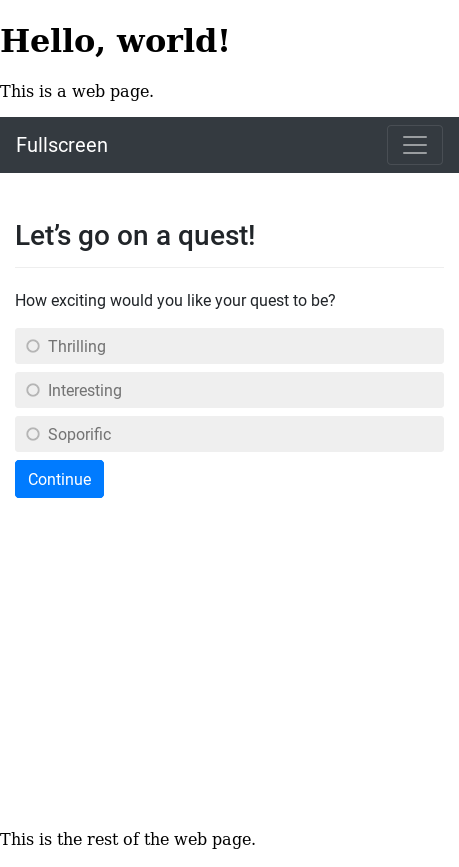 Hello, world!
This is a web page.
Fullscreen
Let’s go on a quest!
How exciting would you like your quest to be?
Thrilling
Interesting
Soporific
Continue
This is the rest of the web page.